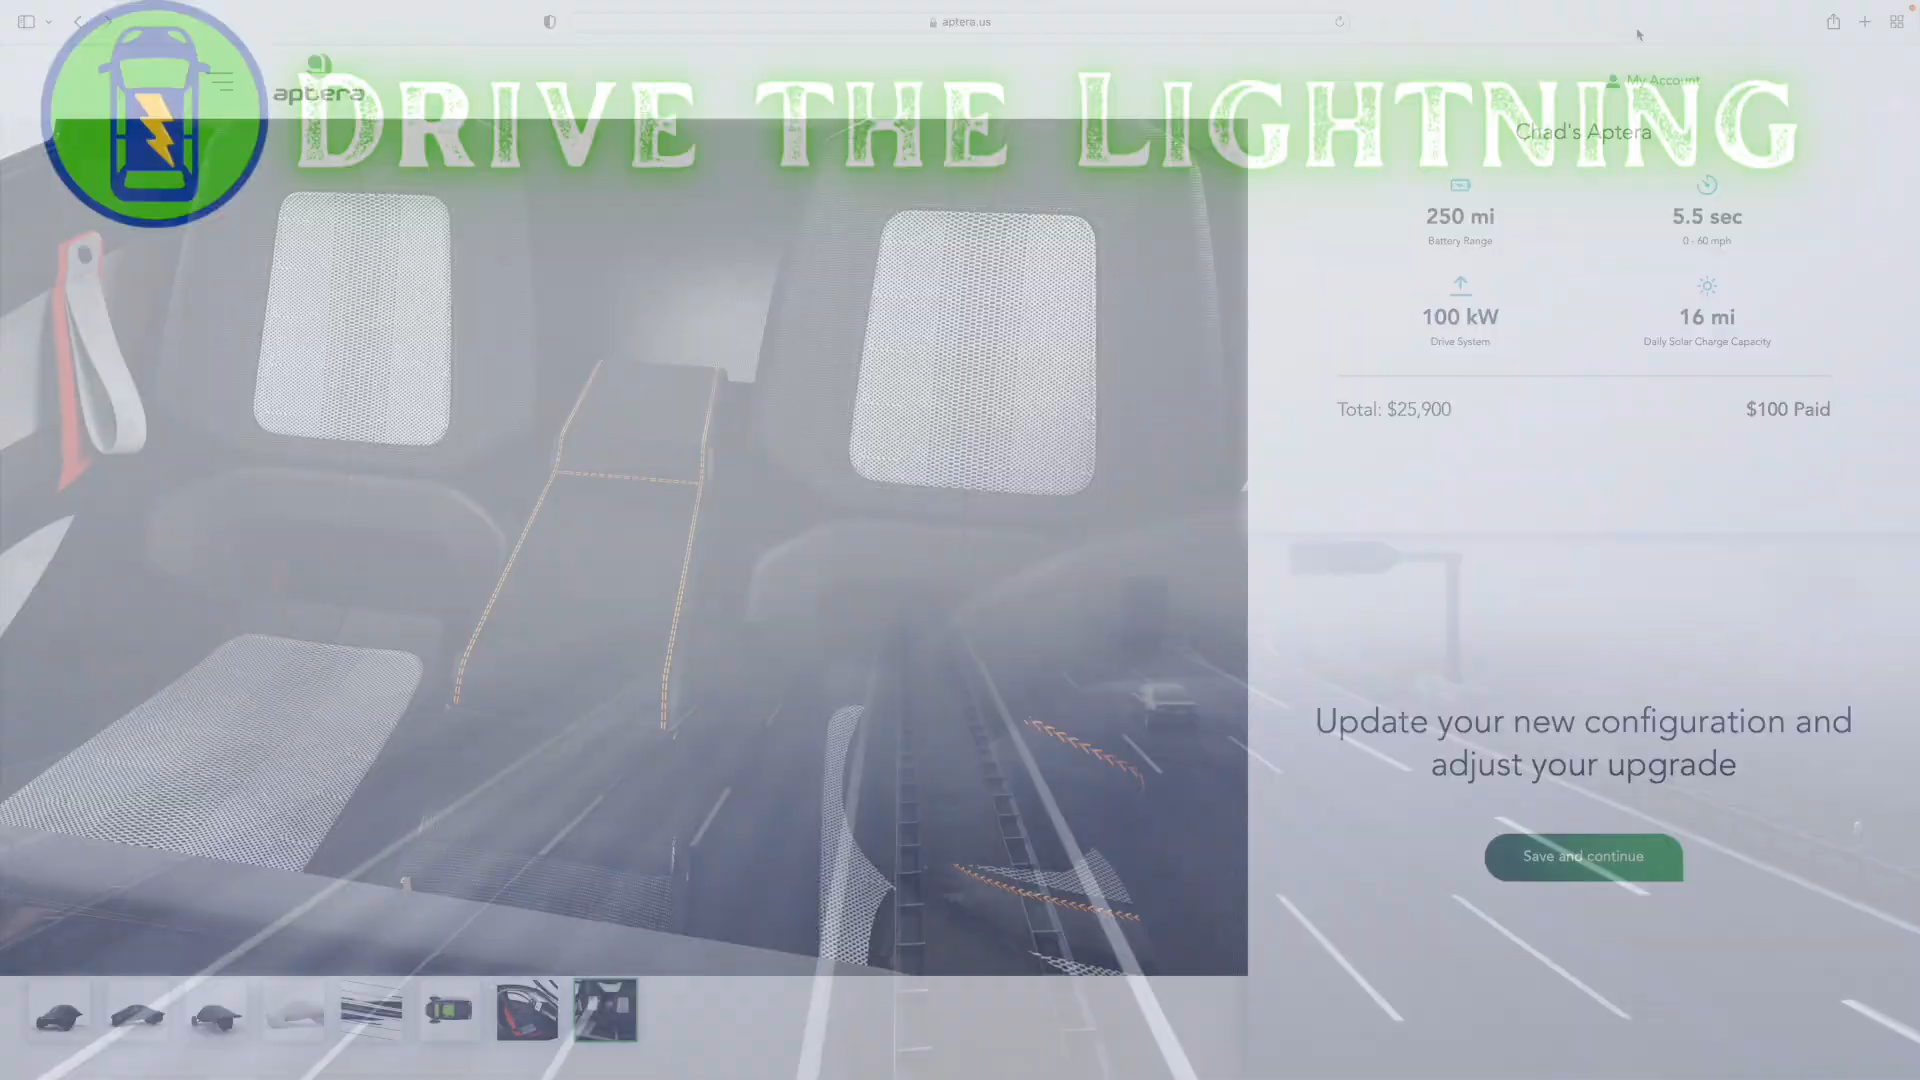 aptera.us
aptera
DRIVE THE LIGHTNING
My Account
Chad's Aptera
250 mi
Battery Range
5.5 sec
0 - 60 mph
100 kW
Drive System
16 mi
Daily Solar Charge Capacity
Total: $25,900
$100 Paid
Update your new configuration and
adjust your upgrade
Save and continue